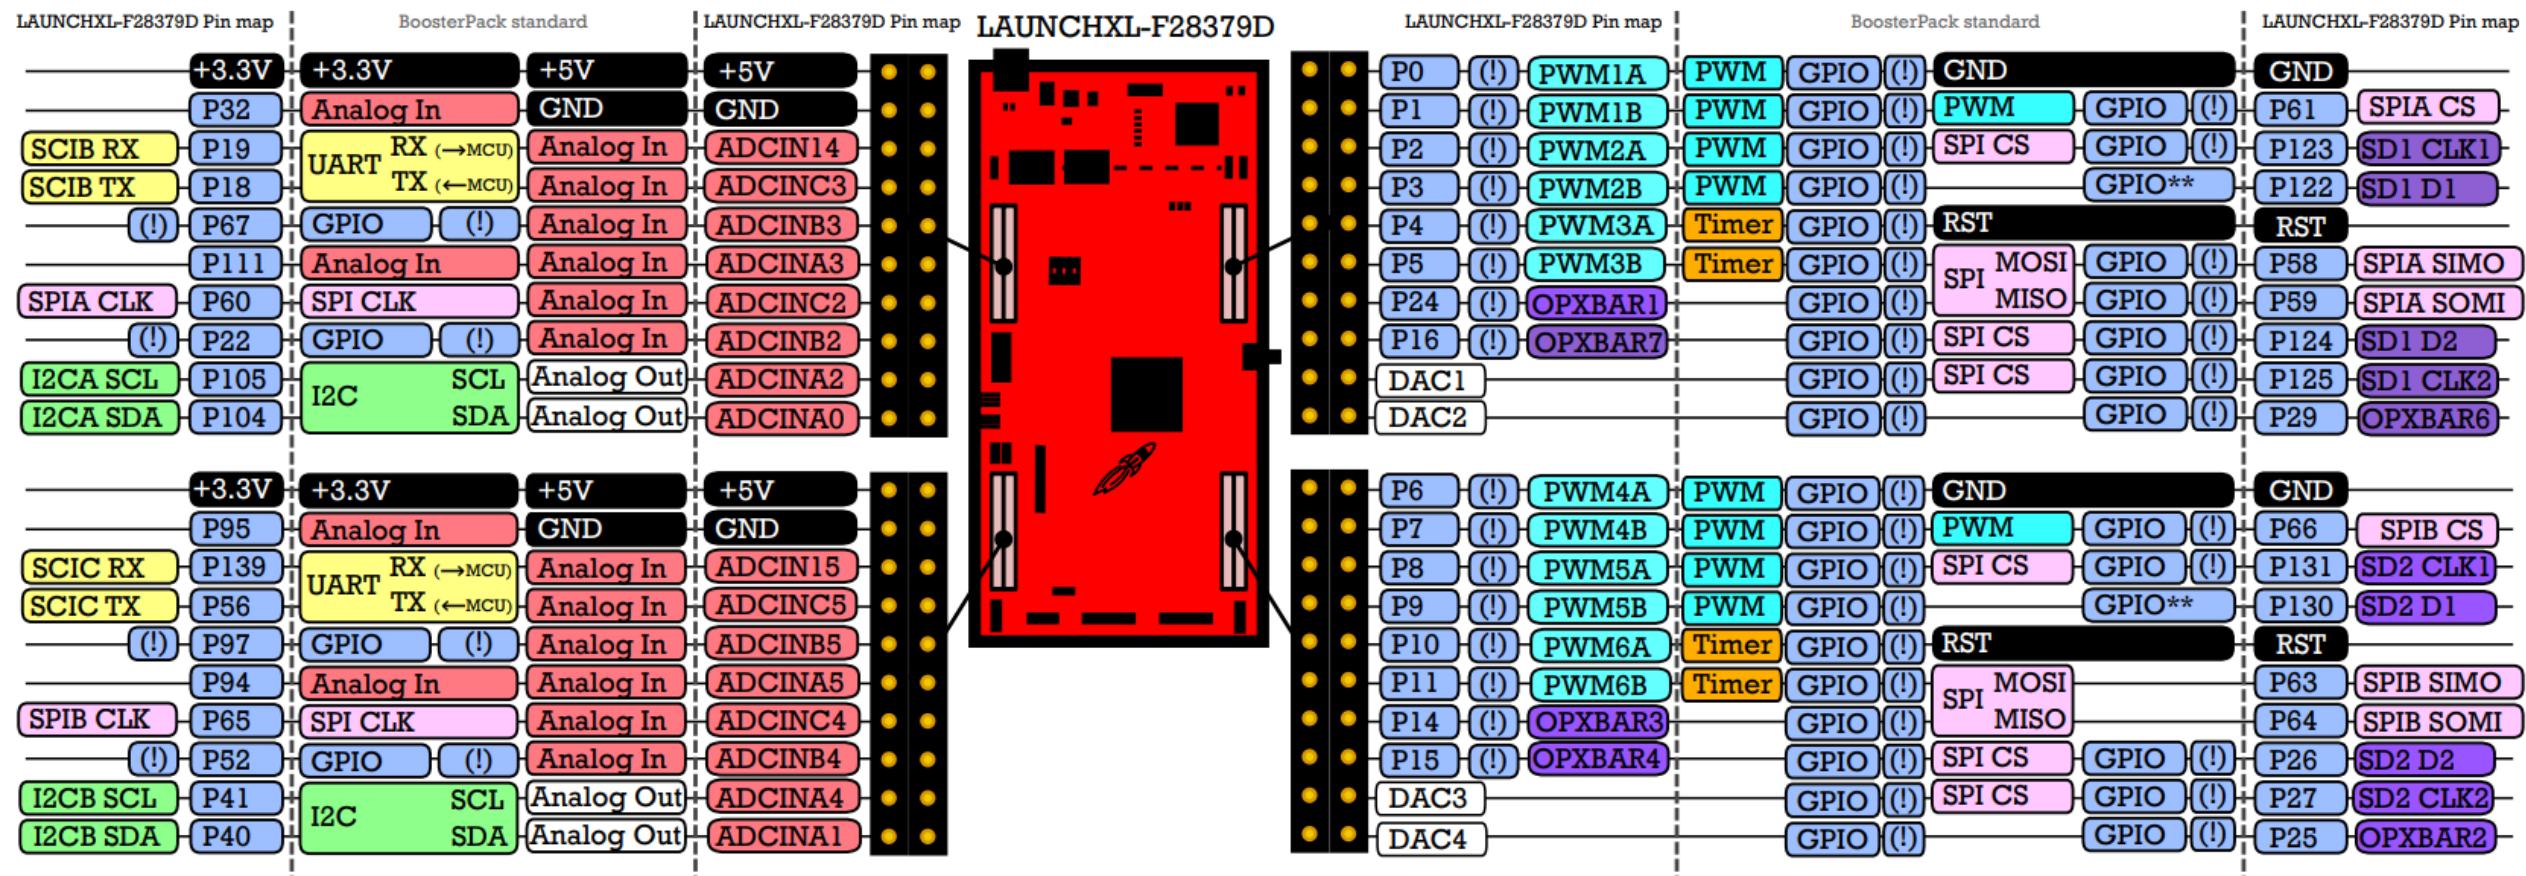 LAUNCHXL-F28379D Pin map BoosterPack standard LAUNCHXL-F28379D Pin map LAUNCHXL-F28379D LAUNCHXL-F28379D Pin map BoosterPack standard LAUNCHXL-F28379D Pin map
+3.3V +3.3V +5V +5V P0 (!) PWM1A PWM GPIO (!) GND GND
P32 Analog In GND GND P1 (!) PWM1B PWM GPIO (!) PWM GPIO (!) P61 SPIA CS
SCIB RX P19 UART RX (→MCU) Analog In ADCIN14 P2 (!) PWM2A PWM GPIO (!) SPI CS GPIO (!) P123 SD1 CLK1
SCIB TX P18 TX (←MCU) Analog In ADCINC3 P3 (!) PWM2B PWM GPIO (!) GPIO** P122 SD1 D1
(!) P67 GPIO (!) Analog In ADCINB3 P4 (!) PWM3A Timer GPIO (!) RST RST
P111 Analog In Analog In ADCINA3 P5 (!) PWM3B Timer GPIO (!) SPI MOSI GPIO (!) P58 SPIA SIMO
SPIA CLK P60 SPI CLK Analog In ADCINC2 P24 (!) OPXBAR1 GPIO (!) MISO GPIO (!) P59 SPIA SOMI
(!) P22 GPIO (!) Analog In ADCINB2 P16 (!) OPXBAR7 GPIO (!) SPI CS GPIO (!) P124 SD1 D2
I2CA SCL P105 I2C SCL Analog Out ADCINA2 DAC1 GPIO (!) SPI CS GPIO (!) P125 SD1 CLK2
I2CA SDA P104 SDA Analog Out ADCINA0 DAC2 GPIO (!) GPIO (!) P29 OPXBAR6
+3.3V +3.3V +5V +5V P6 (!) PWM4A PWM GPIO (!) GND GND
P95 Analog In GND GND P7 (!) PWM4B PWM GPIO (!) PWM GPIO (!) P66 SPIB CS
SCIC RX P139 UART RX (→MCU) Analog In ADCIN15 P8 (!) PWM5A PWM GPIO (!) SPI CS GPIO (!) P131 SD2 CLK1
SCIC TX P56 TX (←MCU) Analog In ADCINC5 P9 (!) PWM5B PWM GPIO (!) GPIO** P130 SD2 D1
(!) P97 GPIO (!) Analog In ADCINB5 P10 (!) PWM6A Timer GPIO (!) RST RST
P94 Analog In Analog In ADCINA5 P11 (!) PWM6B Timer GPIO (!) SPI MOSI P63 SPIB SIMO
SPIB CLK P65 SPI CLK Analog In ADCINC4 P14 (!) OPXBAR3 GPIO (!) MISO P64 SPIB SOMI
(!) P52 GPIO (!) Analog In ADCINB4 P15 (!) OPXBAR4 GPIO (!) SPI CS GPIO (!) P26 SD2 D2
I2CB SCL P41 I2C SCL Analog Out ADCINA4 DAC3 GPIO (!) SPI CS GPIO (!) P27 SD2 CLK2
I2CB SDA P40 SDA Analog Out ADCINA1 DAC4 GPIO (!) GPIO (!) P25 OPXBAR2